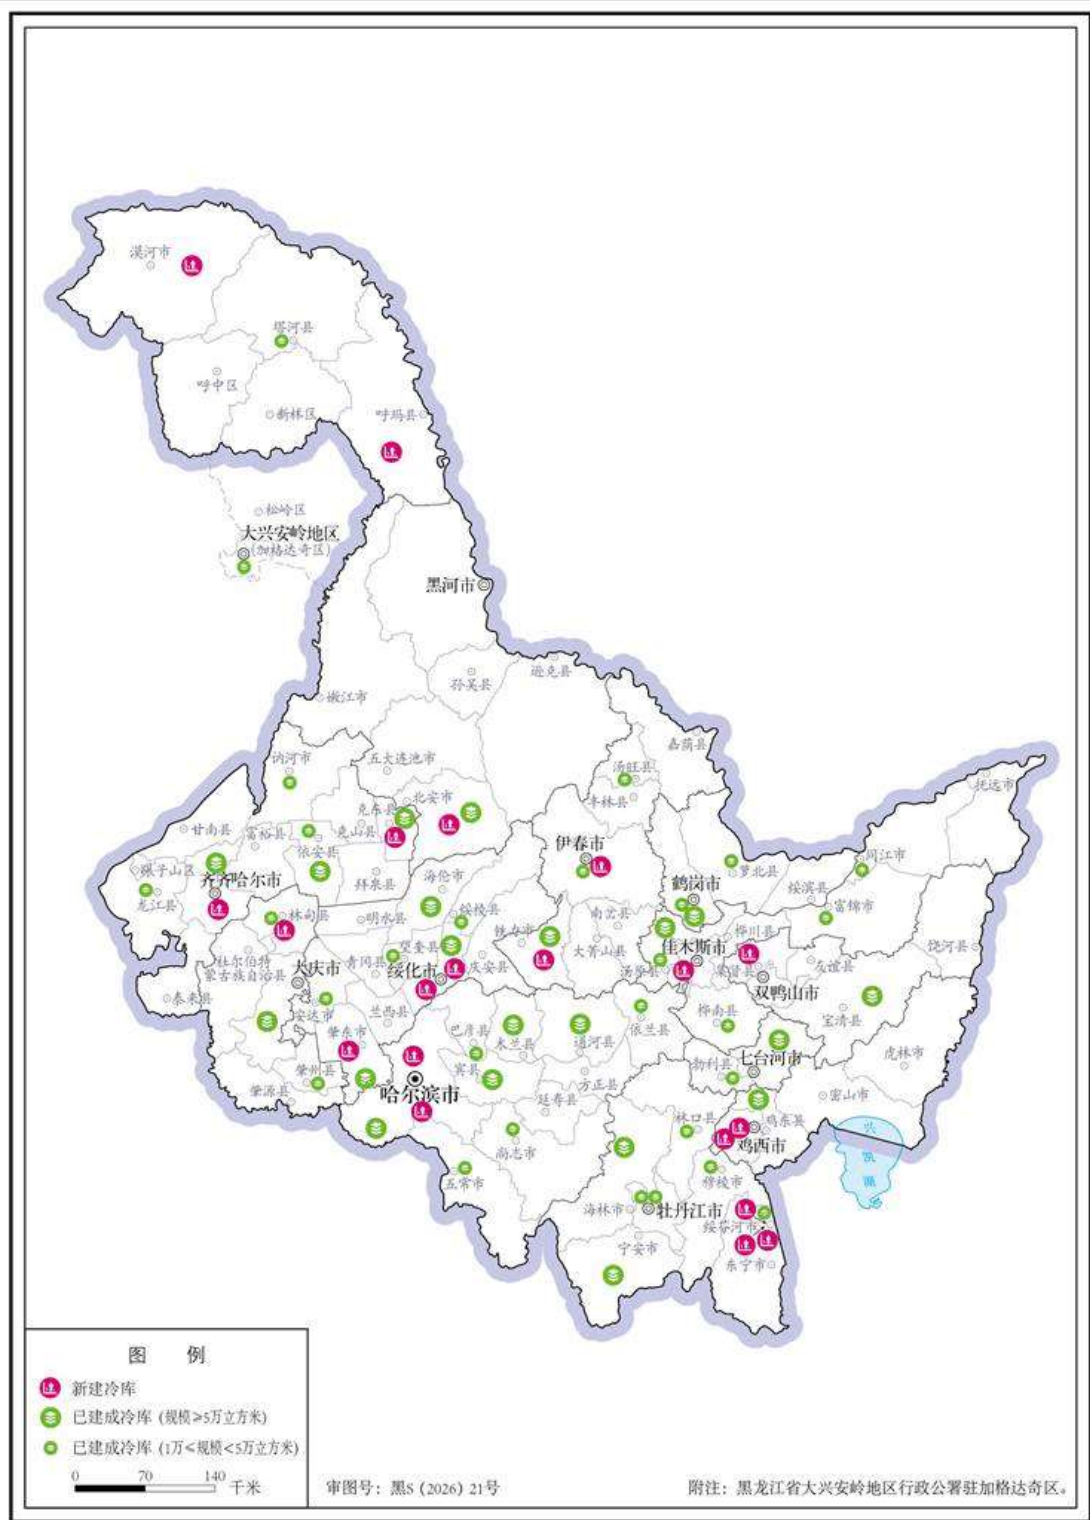 漠河市
塔河县
呼中区
新林区
呼玛县
松岭区
大兴安岭地区
(加格达奇区)
黑河市
孙吴县
逊克县
嫩江市
嘉荫县
讷河市
五大连池市
汤旺县
丰林县
抚远市
北安市
克东县
克山县
甘南县
富裕县
依安县
伊春市
同江市
碾子山区
齐齐哈尔市
拜泉县
海伦市
罗北县
绥滨县
鹤岗市
龙江县
林甸县
明水县
绥棱县
铁力市
南岔县
富锦市
桦川县
饶河县
望奎县
大箐山县
佳木斯市
杜尔伯特
蒙古族自治县
大庆市
青冈县
绥化市
庆安县
汤原县
集贤县
友谊县
双鸭山市
泰来县
安达市
兰西县
巴彦县
木兰县
通河县
依兰县
桦南县
宝清县
肇东市
宾县
方正县
勃利县
七台河市
虎林市
肇州县
肇源县
哈尔滨市
延寿县
密山市
林口县
鸡东县
鸡西市
尚志市
兴凯湖
五常市
穆棱市
海林市
牡丹江市
绥芬河市
宁安市
东宁市
图 例
新建冷库
已建成冷库 (规模≥5万立方米)
已建成冷库 (1万≤规模<5万立方米)
0 70 140 千米
审图号：黑S (2026) 21号
附注：黑龙江省大兴安岭地区行政公署驻加格达奇区。